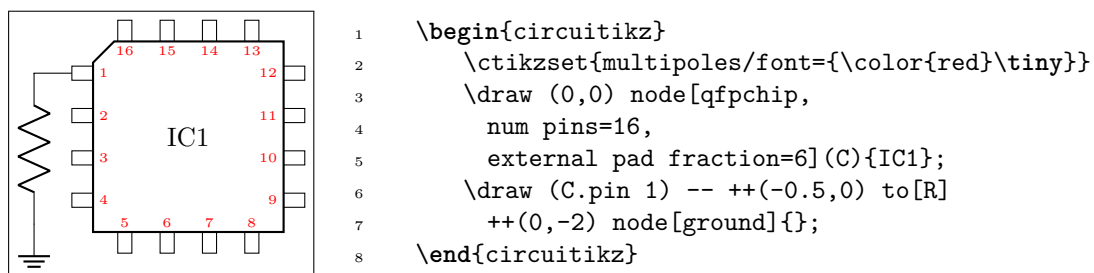 16 15 14 13
1 12
2 11
IC1
3 10
4 9
5 6 7 8
1 \begin{circuitikz}
2 \ctikzset{multipoles/font={\color{red}\tiny}}
3 \draw (0,0) node[qfpchip,
4 num pins=16,
5 external pad fraction=6](C){IC1};
6 \draw (C.pin 1) -- ++(-0.5,0) to[R]
7 ++(0,-2) node[ground]{};
8 \end{circuitikz}